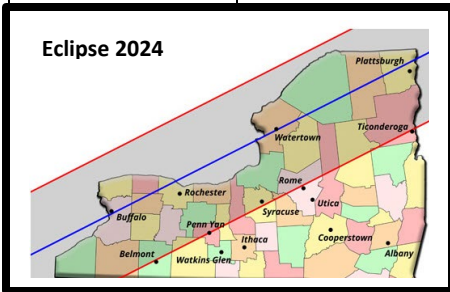 Eclipse 2024
Plattsburgh
Ticonderoga
Watertown
Rome
Rochester
Utica
Syracuse
Buffalo
Penn Yan
Cooperstown
Ithaca
Albany
Belmont
Watkins Glen